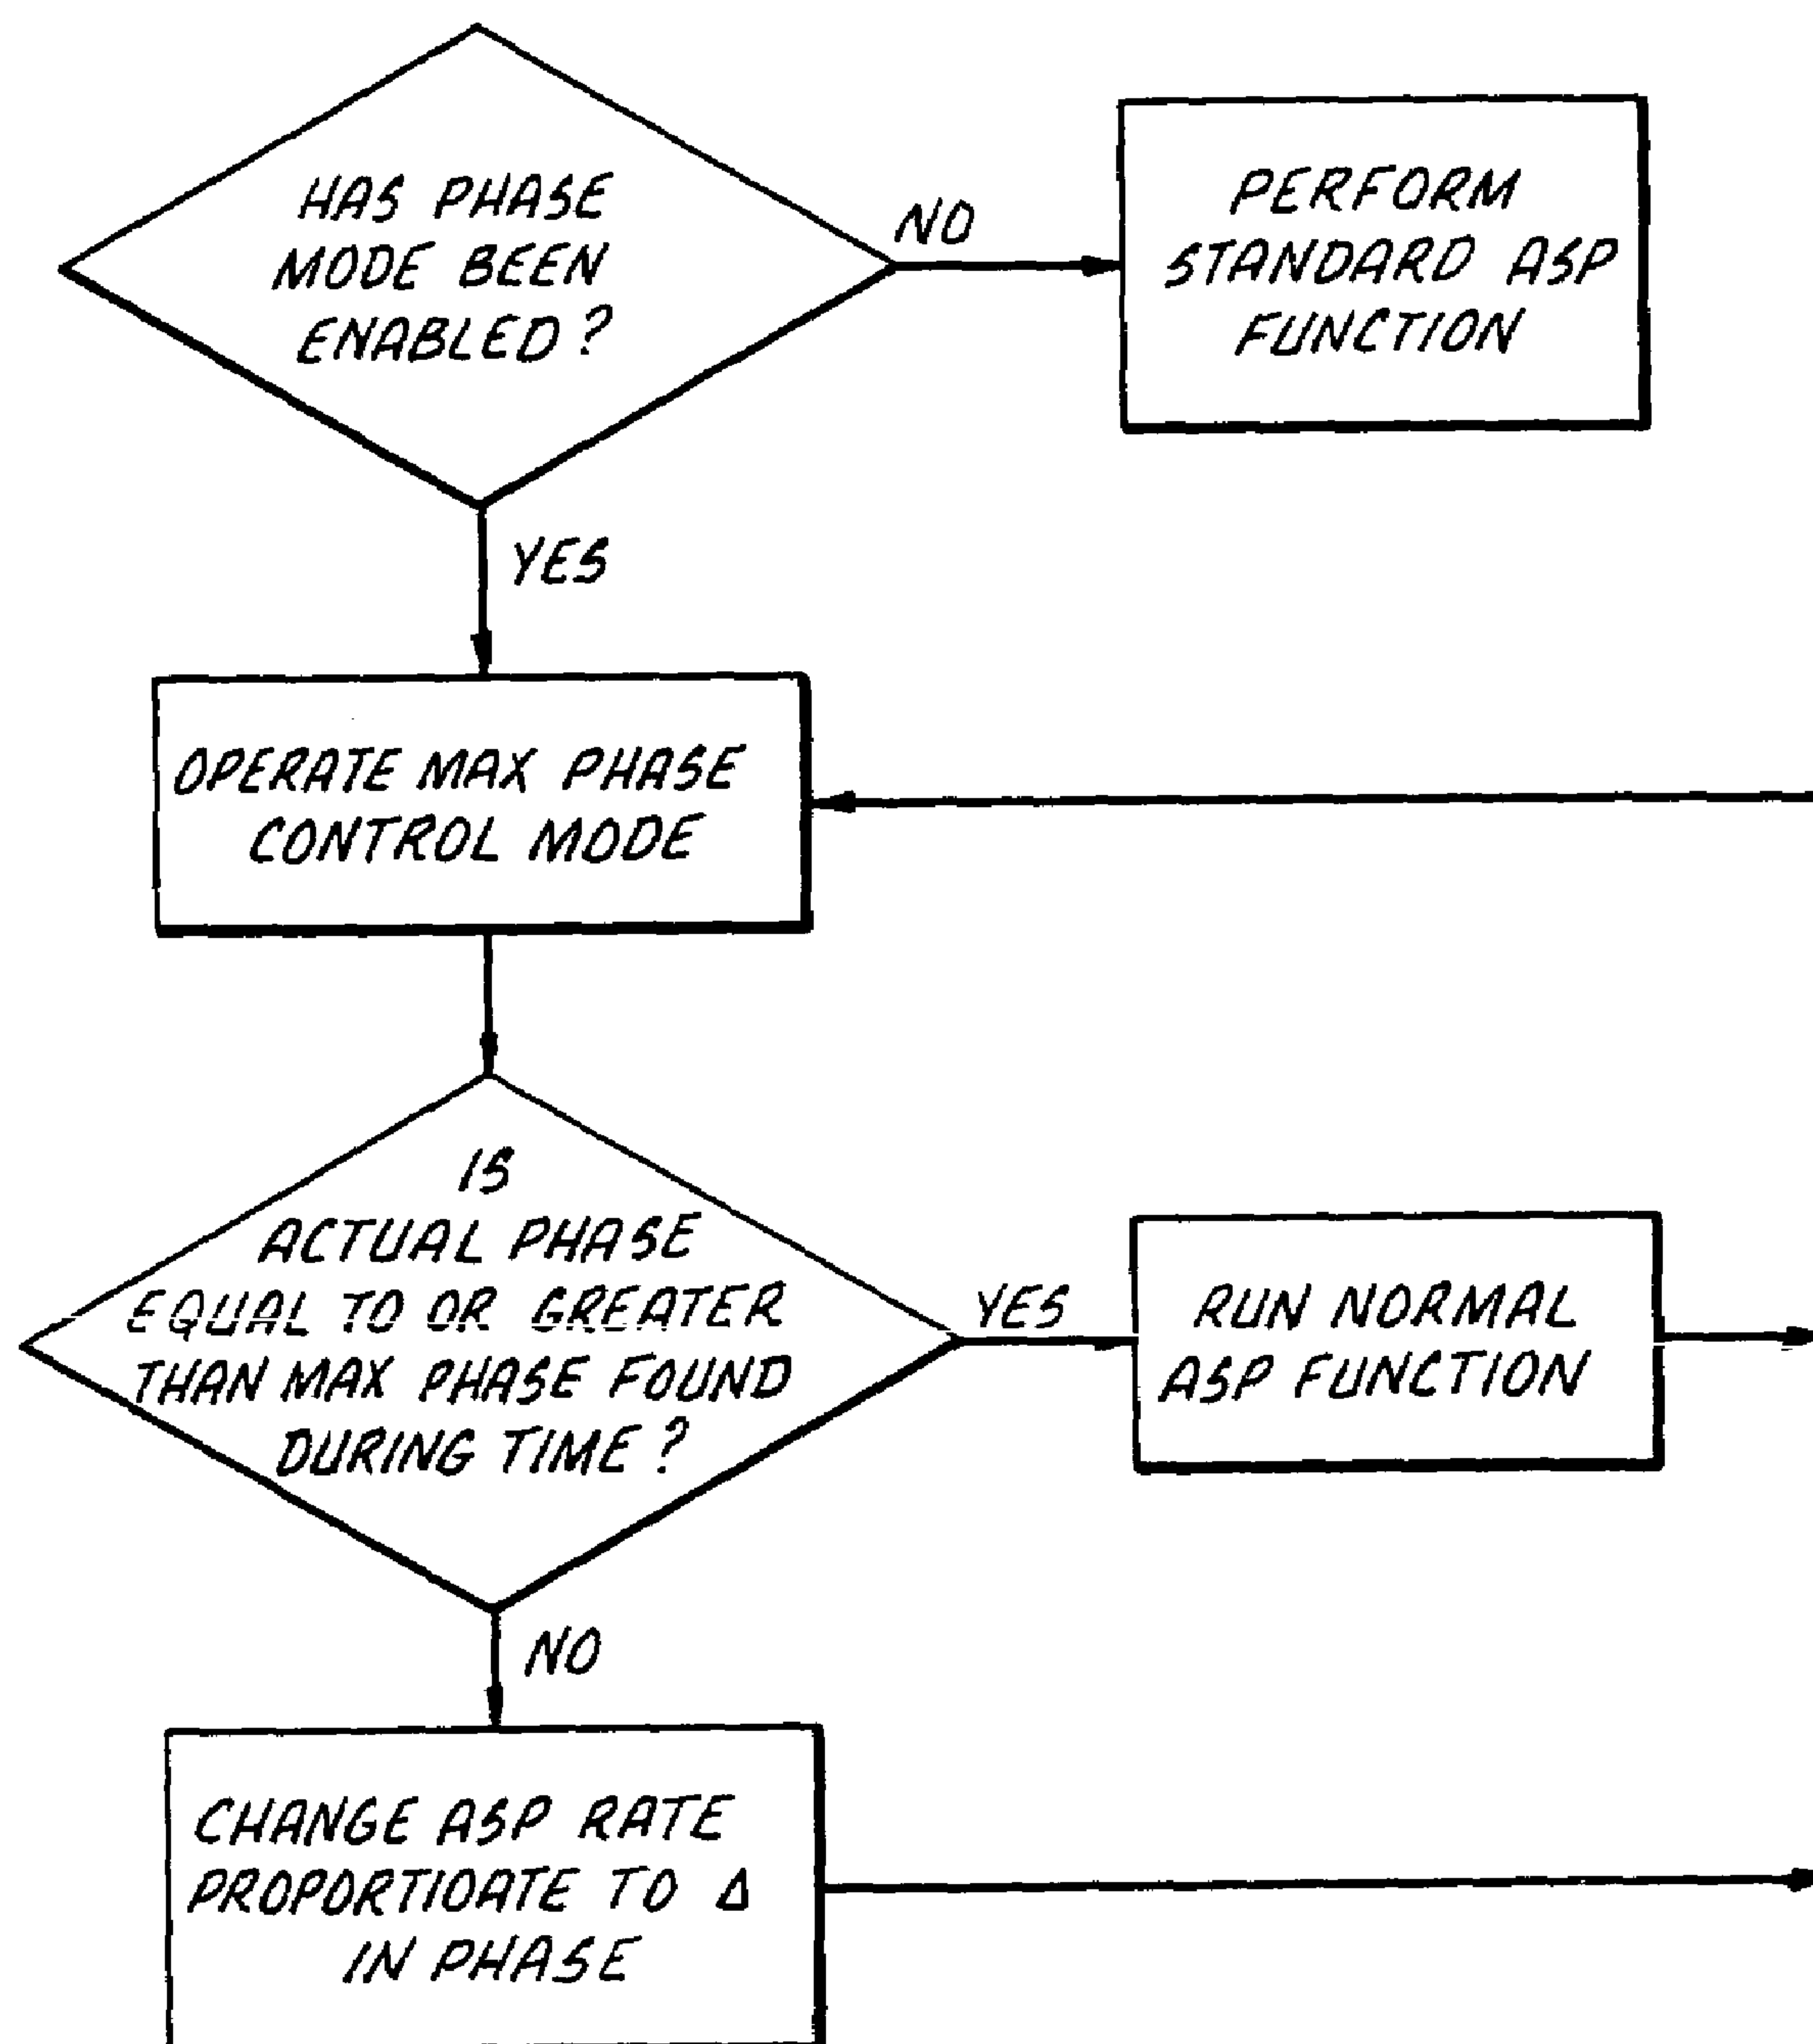 HAS PHASE
MODE BEEN
ENABLED?
NO
PERFORM
STANDARD ASP
FUNCTION
YES
OPERATE MAX PHASE
CONTROL MODE
IS
ACTUAL PHASE
EQUAL TO OR GREATER
THAN MAX PHASE FOUND
DURING TIME?
YES
RUN NORMAL
ASP FUNCTION
NO
CHANGE ASP RATE
PROPORTIOATE TO Δ
IN PHASE